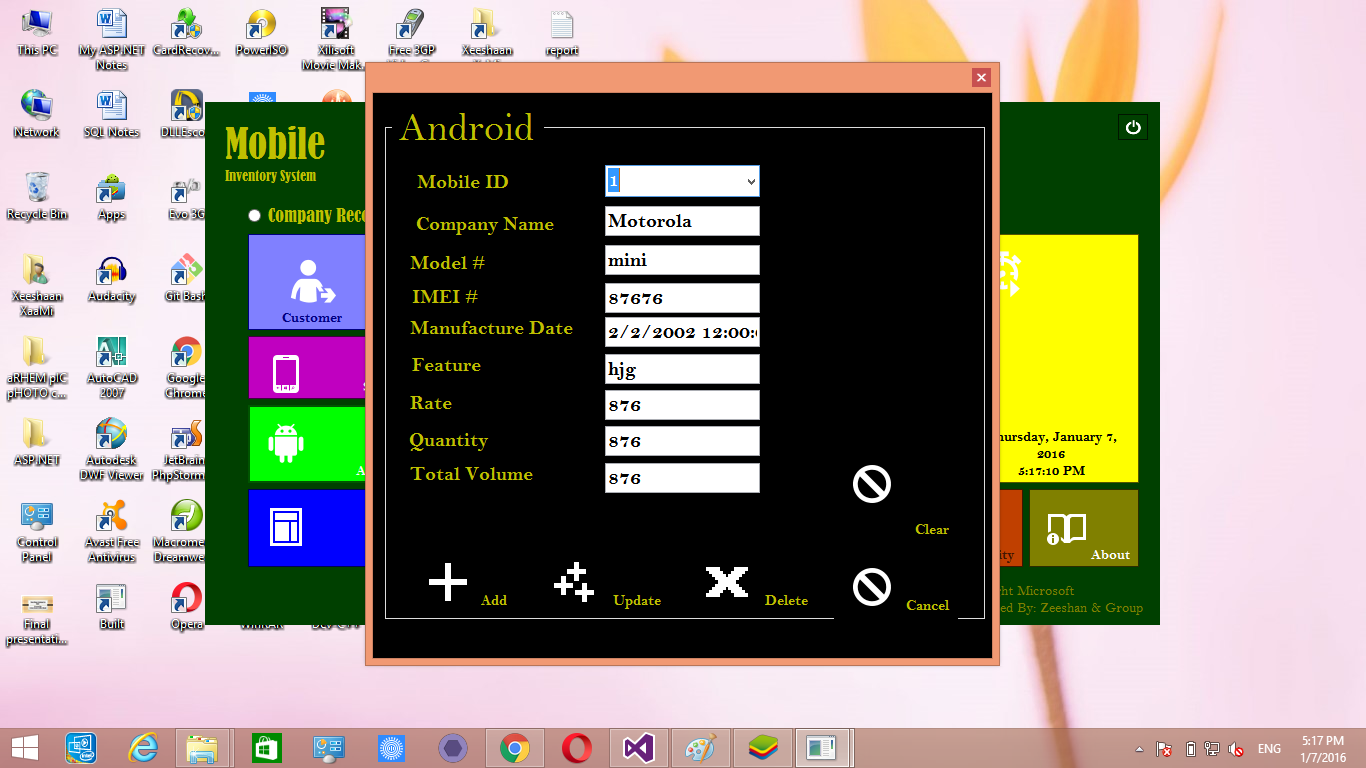 This PC
My ASP.NET
Notes
CardRecov...
PowerISO
Xilisoft
Movie Mak...
Free 3GP
Xeeshaan
report
Network
SQL Notes
DLLEsco
Recycle Bin
Apps
Evo 3G
Xeeshaan
XaaMi
Audacity
Git Bash
aRHEM pIC
pHOTO c...
AutoCAD
2007
Google
Chrome
ASP.NET
Autodesk
DWF Viewer
JetBrain
PhpStorm
Control
Panel
Avast Free
Antivirus
Macrome
Dreamwe
Final
presentati...
Built
Opera
Mobile
Inventory System
Company Reco
Customer
Android
Mobile ID
1
Company Name
Motorola
Model #
mini
IMEI #
87676
Manufacture Date
2/2/2002 12:00:
Feature
hjg
Rate
876
Quantity
876
Total Volume
876
Clear
Add
Update
Delete
Cancel
hursday, January 7,
2016
5:17:10 PM
ity
About
ht Microsoft
ed By: Zeeshan & Group
ENG
5:17 PM
1/7/2016